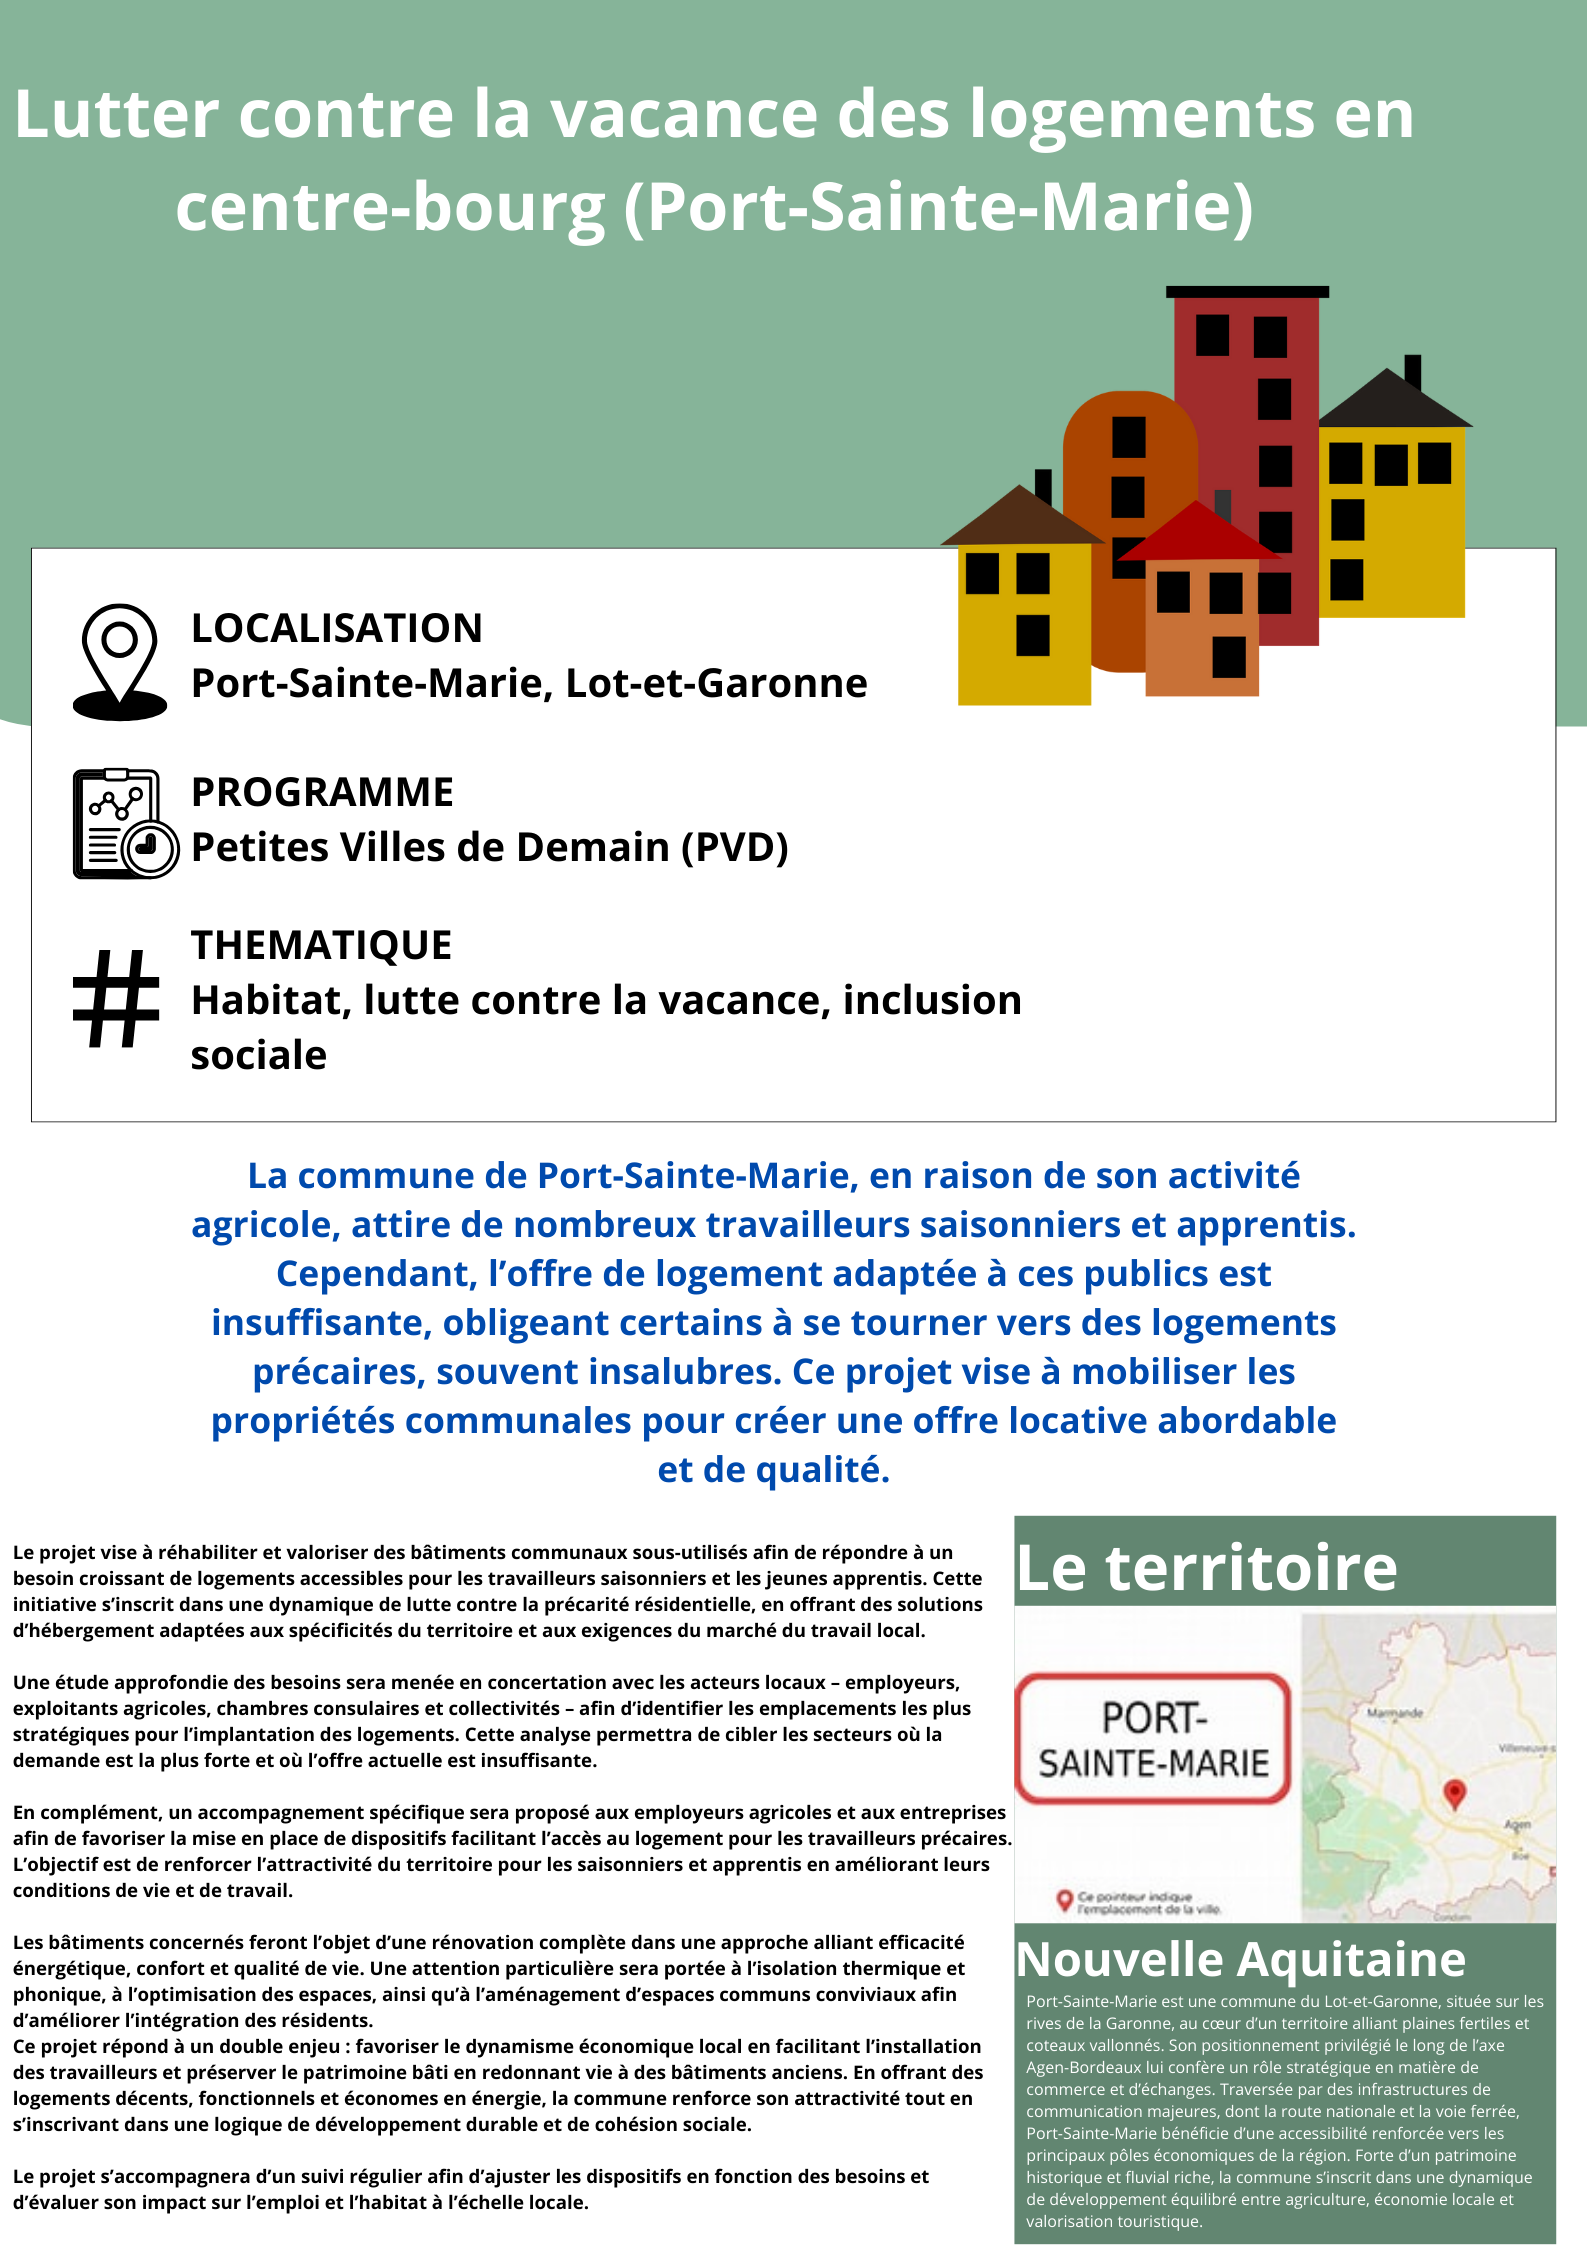 Lutter contre la vacance des logements en
centre-bourg (Port-Sainte-Marie)
LOCALISATION
Port-Sainte-Marie, Lot-et-Garonne
PROGRAMME
Petites Villes de Demain (PVD)
#
THEMATIQUE
Habitat, lutte contre la vacance, inclusion
sociale
La commune de Port-Sainte-Marie, en raison de son activité
agricole, attire de nombreux travailleurs saisonniers et apprentis.
Cependant, l’offre de logement adaptée à ces publics est
insuffisante, obligeant certains à se tourner vers des logements
précaires, souvent insalubres. Ce projet vise à mobiliser les
propriétés communales pour créer une offre locative abordable
et de qualité.
Le projet vise à réhabiliter et valoriser des bâtiments communaux sous-utilisés afin de répondre à un
besoin croissant de logements accessibles pour les travailleurs saisonniers et les jeunes apprentis. Cette
initiative s’inscrit dans une dynamique de lutte contre la précarité résidentielle, en offrant des solutions
d’hébergement adaptées aux spécificités du territoire et aux exigences du marché du travail local.
Une étude approfondie des besoins sera menée en concertation avec les acteurs locaux – employeurs,
exploitants agricoles, chambres consulaires et collectivités – afin d’identifier les emplacements les plus
stratégiques pour l’implantation des logements. Cette analyse permettra de cibler les secteurs où la
demande est la plus forte et où l’offre actuelle est insuffisante.
En complément, un accompagnement spécifique sera proposé aux employeurs agricoles et aux entreprises
afin de favoriser la mise en place de dispositifs facilitant l’accès au logement pour les travailleurs précaires.
L’objectif est de renforcer l’attractivité du territoire pour les saisonniers et apprentis en améliorant leurs
conditions de vie et de travail.
Les bâtiments concernés feront l’objet d’une rénovation complète dans une approche alliant efficacité
énergétique, confort et qualité de vie. Une attention particulière sera portée à l’isolation thermique et
phonique, à l’optimisation des espaces, ainsi qu’à l’aménagement d’espaces communs conviviaux afin
d’améliorer l’intégration des résidents.
Ce projet répond à un double enjeu : favoriser le dynamisme économique local en facilitant l’installation
des travailleurs et préserver le patrimoine bâti en redonnant vie à des bâtiments anciens. En offrant des
logements décents, fonctionnels et économes en énergie, la commune renforce son attractivité tout en
s’inscrivant dans une logique de développement durable et de cohésion sociale.
Le projet s’accompagnera d’un suivi régulier afin d’ajuster les dispositifs en fonction des besoins et
d’évaluer son impact sur l’emploi et l’habitat à l’échelle locale.
Le territoire
PORT-
SAINTE-MARIE
Marmande
Villeneuve-s
Agen
Boé
Condom
Ce pointeur indique
l'emplacement de la ville.
Nouvelle Aquitaine
Port-Sainte-Marie est une commune du Lot-et-Garonne, située sur les
rives de la Garonne, au cœur d’un territoire alliant plaines fertiles et
coteaux vallonnés. Son positionnement privilégié le long de l’axe
Agen-Bordeaux lui confère un rôle stratégique en matière de
commerce et d’échanges. Traversée par des infrastructures de
communication majeures, dont la route nationale et la voie ferrée,
Port-Sainte-Marie bénéficie d’une accessibilité renforcée vers les
principaux pôles économiques de la région. Forte d’un patrimoine
historique et fluvial riche, la commune s’inscrit dans une dynamique
de développement équilibré entre agriculture, économie locale et
valorisation touristique.